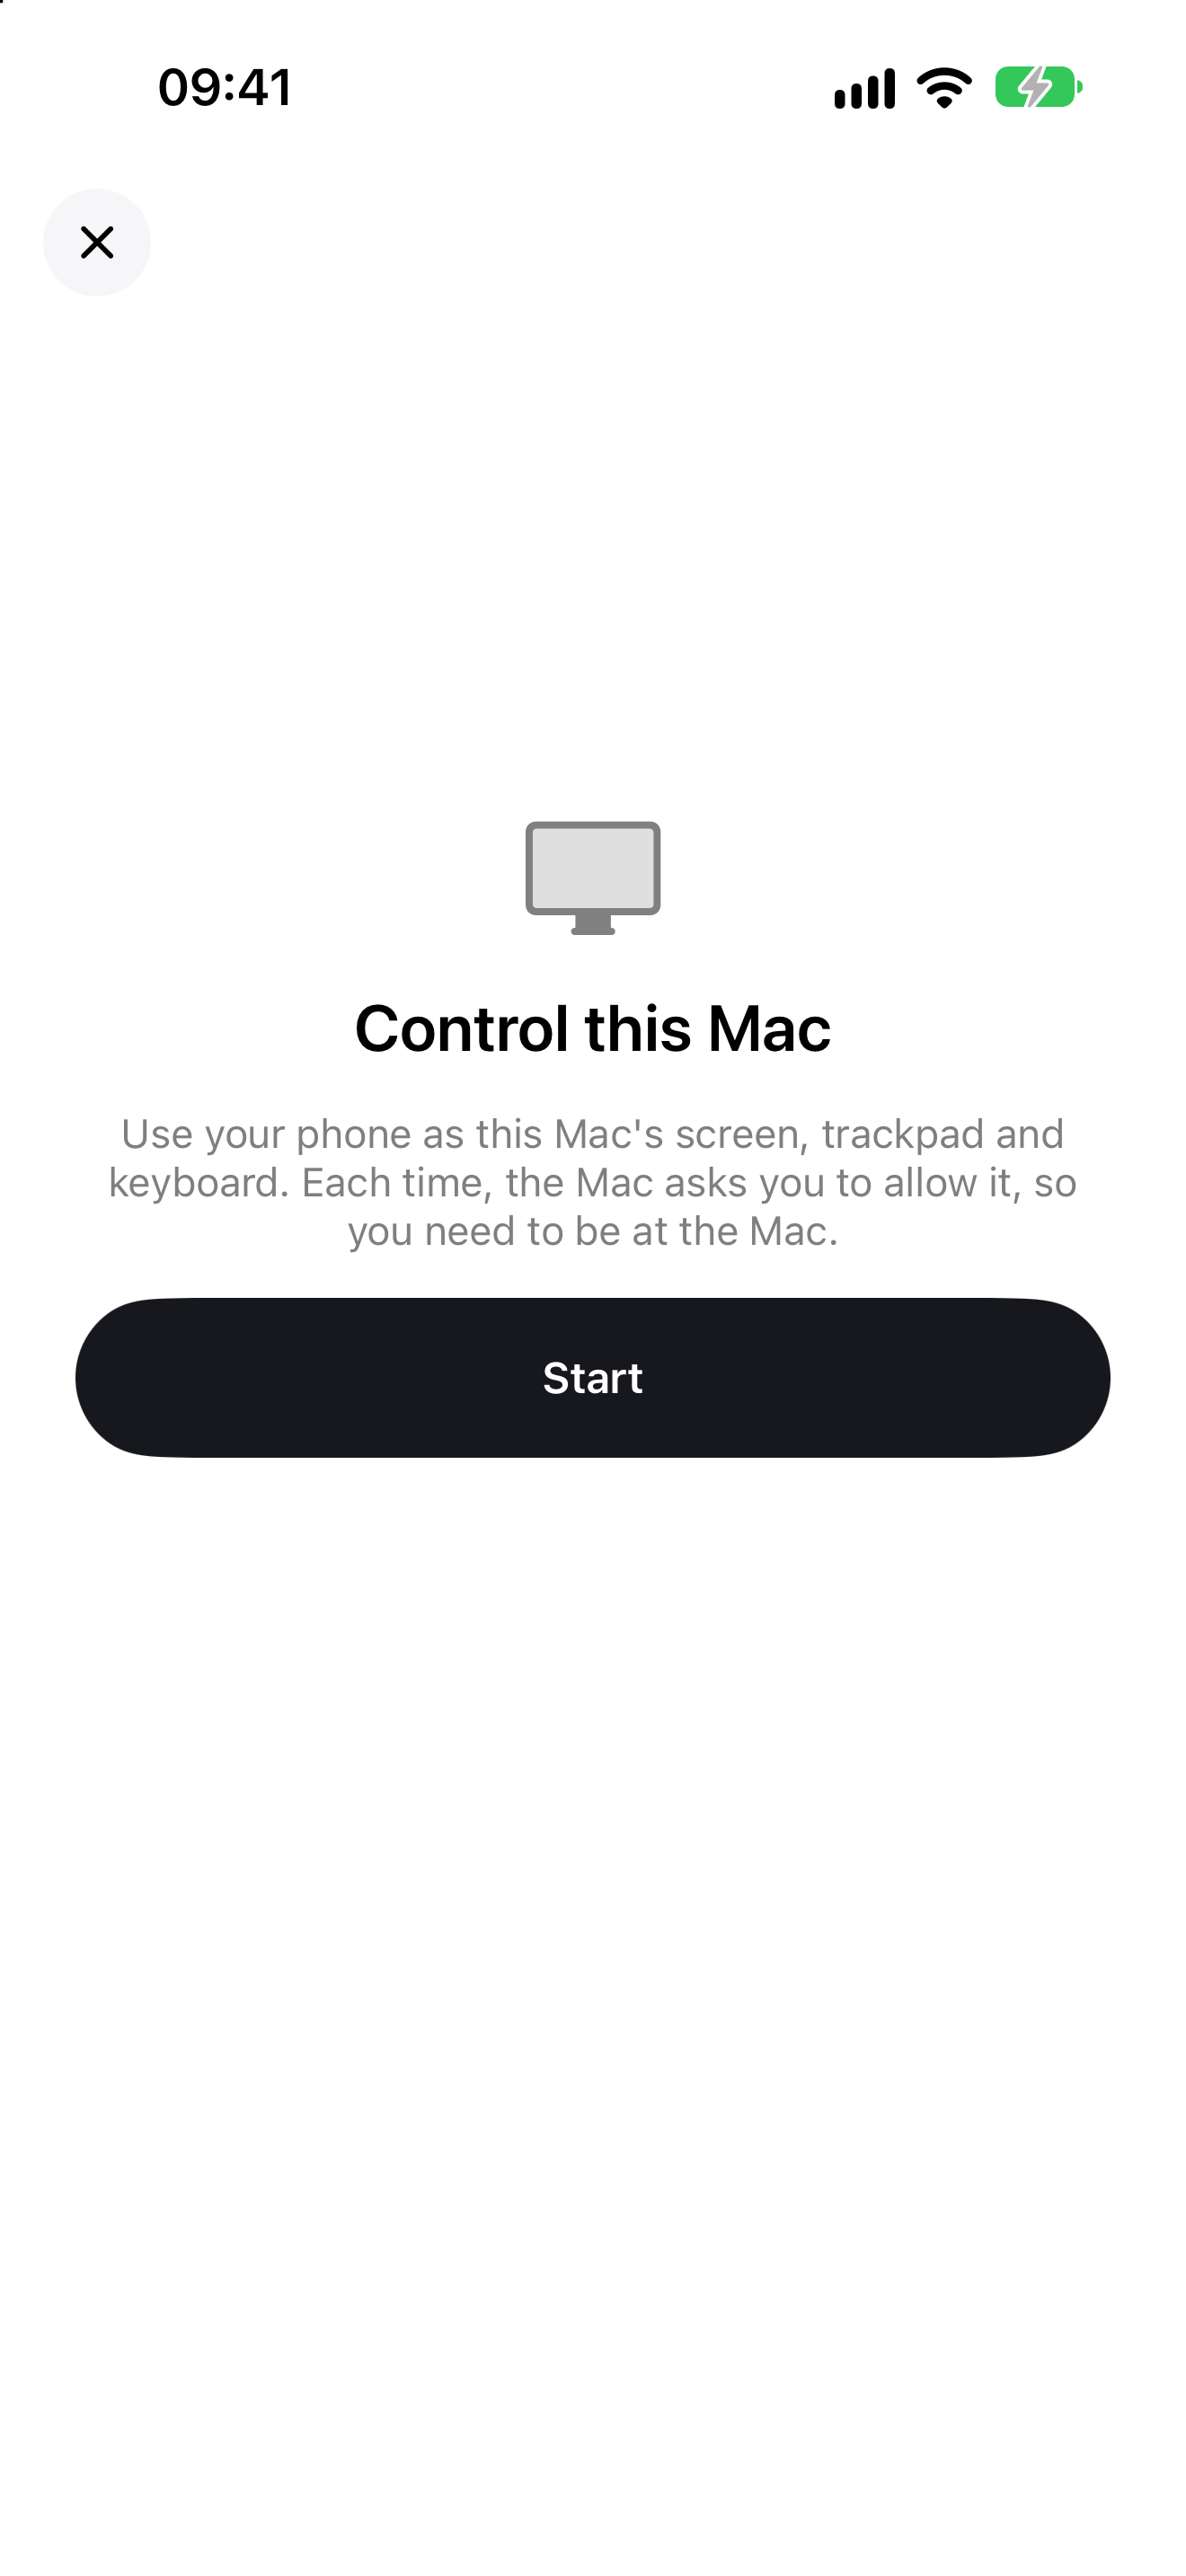 09:41
Control this Mac
Use your phone as this Mac's screen, trackpad and
keyboard. Each time, the Mac asks you to allow it, so
you need to be at the Mac.
Start